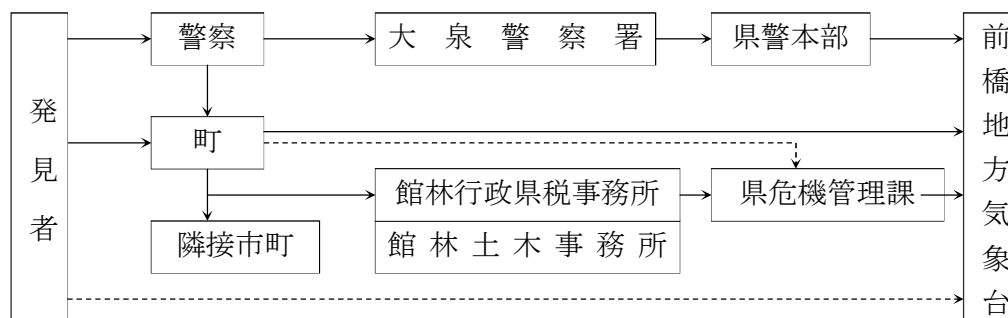 発見者
警察
大泉警察署
県警本部
町
館林行政県税事務所
県危機管理課
隣接市町
館林土木事務所
前橋地方気象台